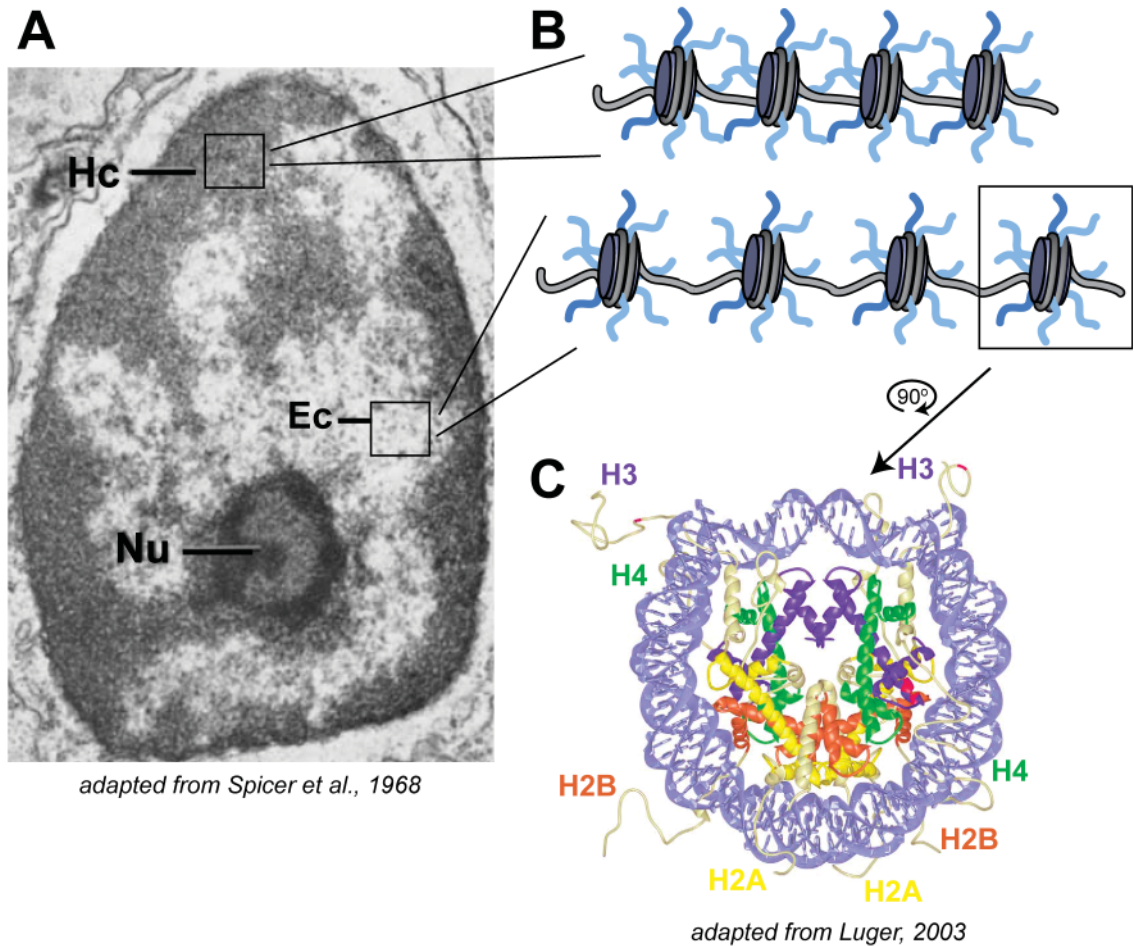 A
B
Hc
Ec
Nu
90º
C
H3
H3
H4
H4
H2B
H2B
H2A
H2A
adapted from Spicer et al., 1968
adapted from Luger, 2003